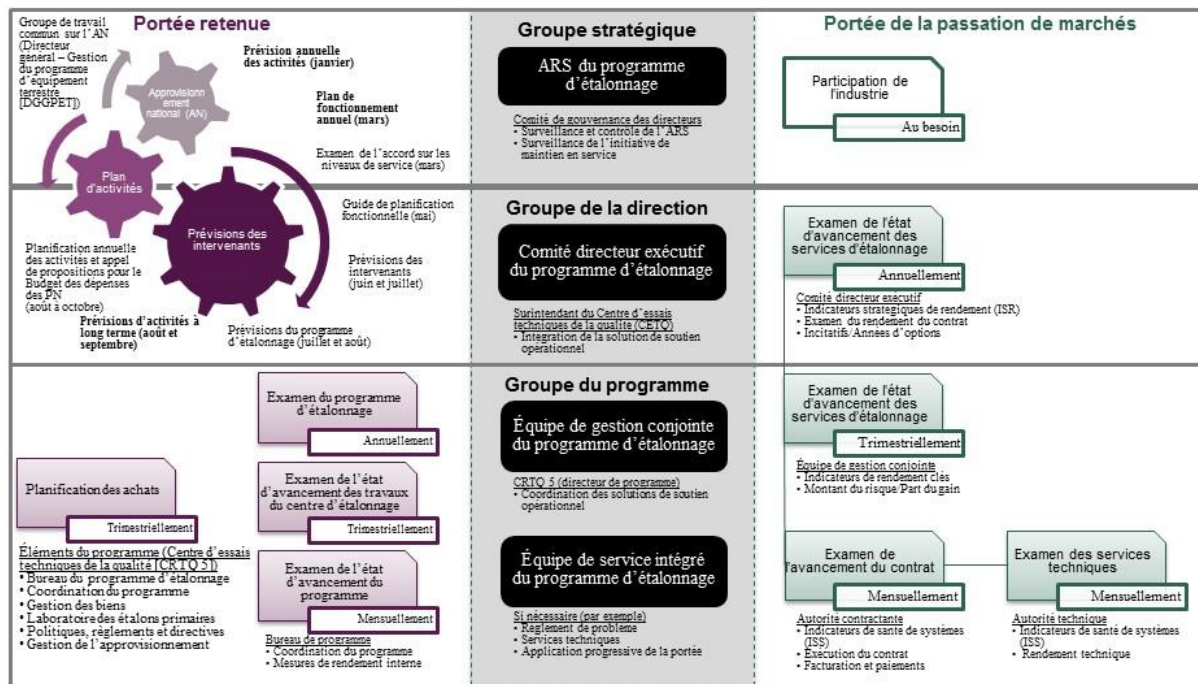 Portée retenue
Groupe de travail
commun sur l'AN
(Directeur
général – Gestion
du programme
d'équipement
terrestre
[DGGPET])
Approvisionn
ement
national (AN)
Prévision annuelle
des activités (janvier)
Plan de
fonctionnement
annuel (mars)
Examen de l'accord sur les
niveaux de service (mars)
Plan
d'activités
Prévisions des
intervenants
Guide de planification
fonctionnelle (mai)
Prévisions des
intervenants
(juin et juillet)
Planification annuelle
des activités et appel
de propositions pour le
Budget des dépenses
des PN
(août à octobre)
Prévisions d'activités à
long terme (août et
septembre)
Prévisions du programme
d'étalonnage (juillet et août)
Examen du programme
d'étalonnage
Annuellement
Planification des achats
Trimestriellement
Examen de l'état
d'avancement des travaux
du centre d'étalonnage
Trimestriellement
Éléments du programme (Centre d'essais
techniques de la qualité [CRTQ 5])
• Bureau du programme d'étalonnage
• Coordination du programme
• Gestion des biens
• Laboratoire des étalons primaires
• Politiques, règlements et directives
• Gestion de l'approvisionnement
Examen de l'état
d'avancement du
programme
Mensuellement
Bureau de programme
• Coordination du programme
• Mesures de rendement interne
Groupe stratégique
ARS du programme
d'étalonnage
Comité de gouvernance des directeurs
• Surveillance et contrôle de l'ARS
• Surveillance de l'initiative de
maintien en service
Groupe de la direction
Comité directeur exécutif
du programme d'étalonnage
Surintendant du Centre d'essais
techniques de la qualité (CETQ)
• Intégration de la solution de soutien
opérationnel
Groupe du programme
Équipe de gestion conjointe
du programme d'étalonnage
CRTQ 5 (directeur de programme)
• Coordination des solutions de soutien
operationnel
Équipe de service intégré
du programme d'étalonnage
Si nécessaire (par exemple)
• Règlement de problème
• Services techniques
• Application progressive de la portée
Portée de la passation de marchés
Participation de
l'industrie
Au besoin
Examen de l'état
d'avancement des
services d'étalonnage
Annuellement
Comité directeur exécutif
• Indicateurs stratégiques de rendement (ISR)
• Examen du rendement du contrat
• Incitatifs/Années d'options
Examen de l'état
d'avancement des
services d'étalonnage
Trimestriellement
Équipe de gestion conjointe
• Indicateurs de rendement clés
• Montant du risque/Part du gain
Examen de
l'avancement du contrat
Mensuellement
Autorité contractante
• Indicateurs de santé de systèmes
(ISS)
• Exécution du contrat
• Facturation et paiements
Examen des services
techniques
Mensuellement
Autorité technique
• Indicateurs de santé de systèmes
(ISS)
• Rendement technique